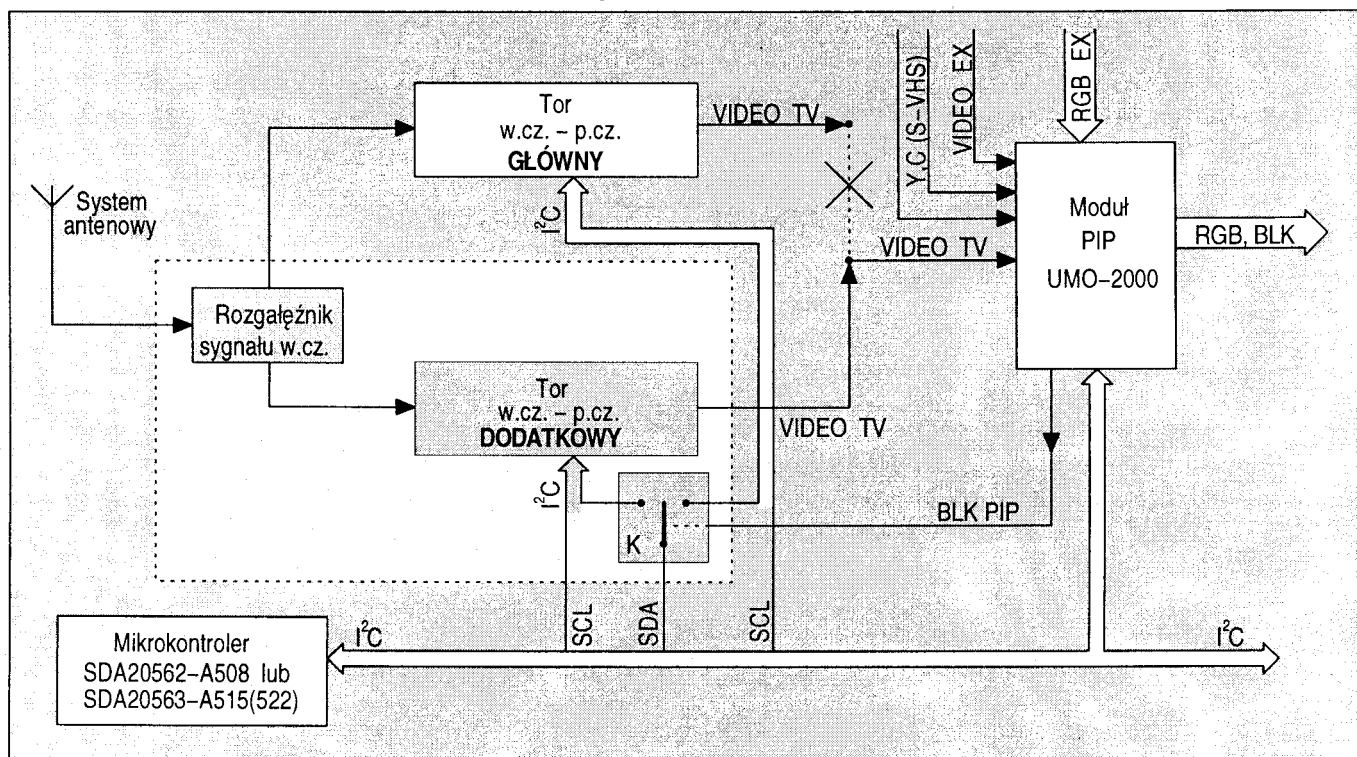 Tor
w.cz. – p.cz.
GŁÓWNY
VIDEO TV
Y,C (S–VHS)
VIDEO EX
RGB EX
System
antenowy
I²C
Moduł
PIP
UMO–2000
RGB, BLK
VIDEO TV
Rozgałęźnik
sygnału w.cz.
Tor
w.cz. – p.cz.
DODATKOWY
VIDEO TV
I²C
K
BLK PIP
SCL
SDA
SCL
Mikrokontroler
SDA20562–A508 lub
SDA20563–A515(522)
I²C
I²C